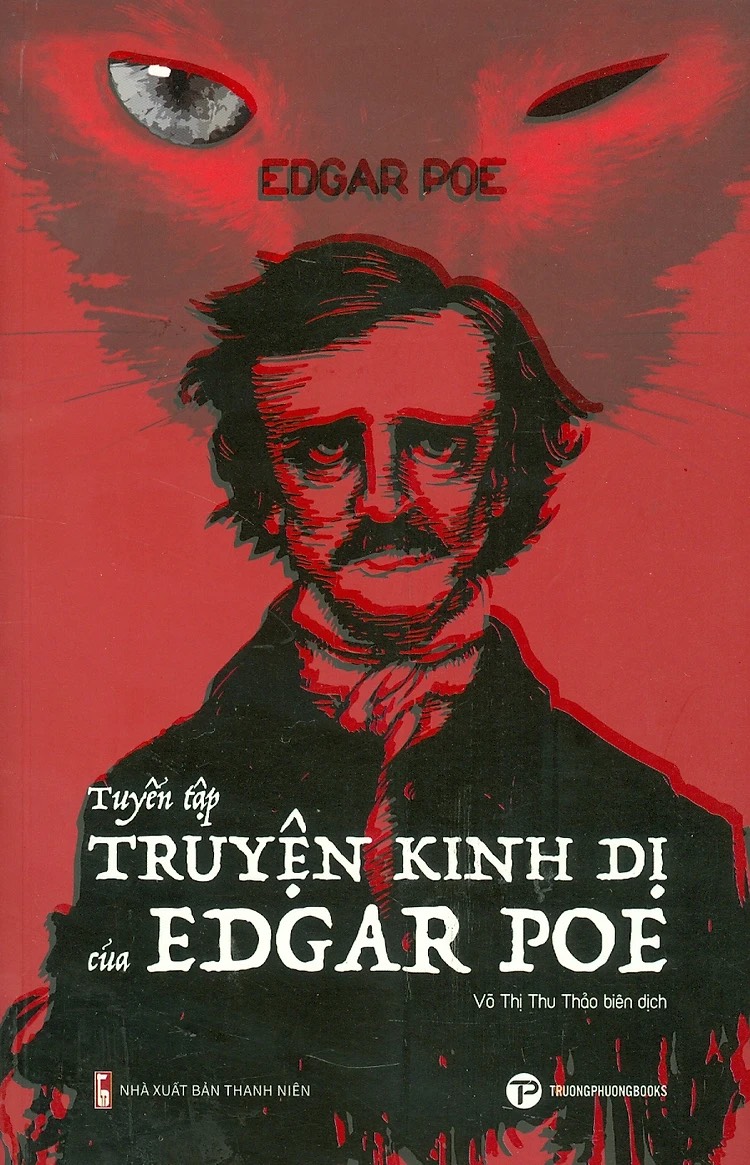 EDGAR POE
Tuyển tập
TRUYỆN KINH DỊ
của EDGAR POE
Võ Thị Thu Thảo biên dịch
NHÀ XUẤT BẢN THANH NIÊN
TP TRUONGPHUONGBOOKS